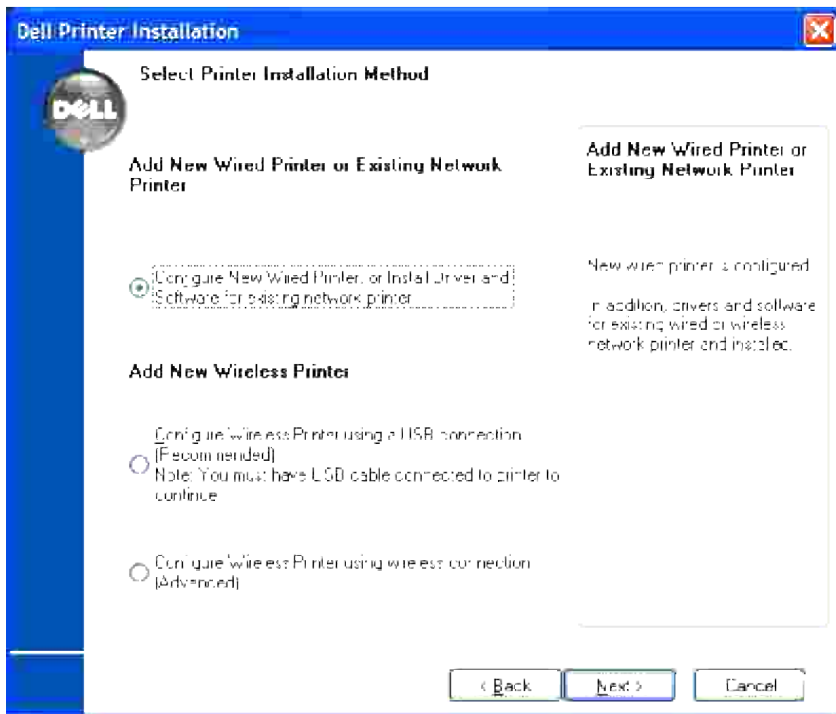 Dell Printer Installation
DELL
Select Printer Installation Method
Add New Wired Printer or Existing Network
Printer
Configure New Wired Printer, or Install Driver and
Software for existing network printer
Add New Wireless Printer
Configure Wireless Printer using a USB connection
(Recommended)
Note: You must have USB cable connected to printer to
continue
Configure Wireless Printer using wireless connection
(Advanced)
Add New Wired Printer or
Existing Network Printer
New wired printer is configured
In addition, drivers and software
for existing wired or wireless
network printer and installed.
< Back
Next >
Cancel